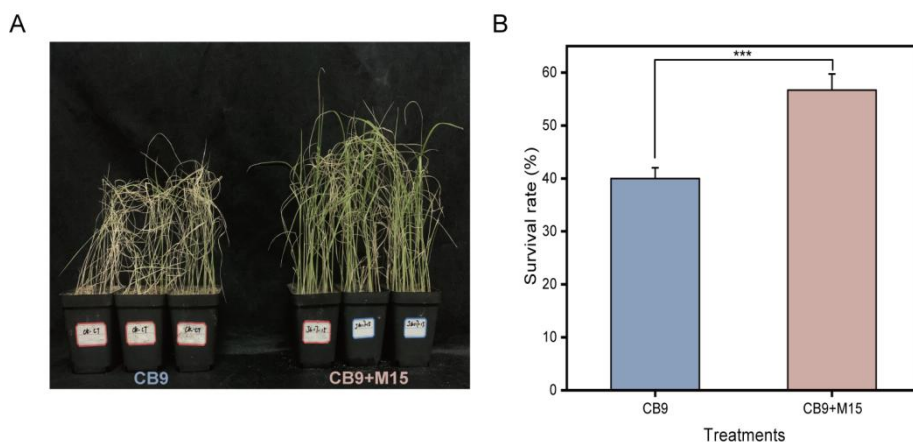 A
B
CB9
CB9+M15
Survival rate (%)
60
50
40
30
20
10
0
***
CB9
CB9+M15
Treatments